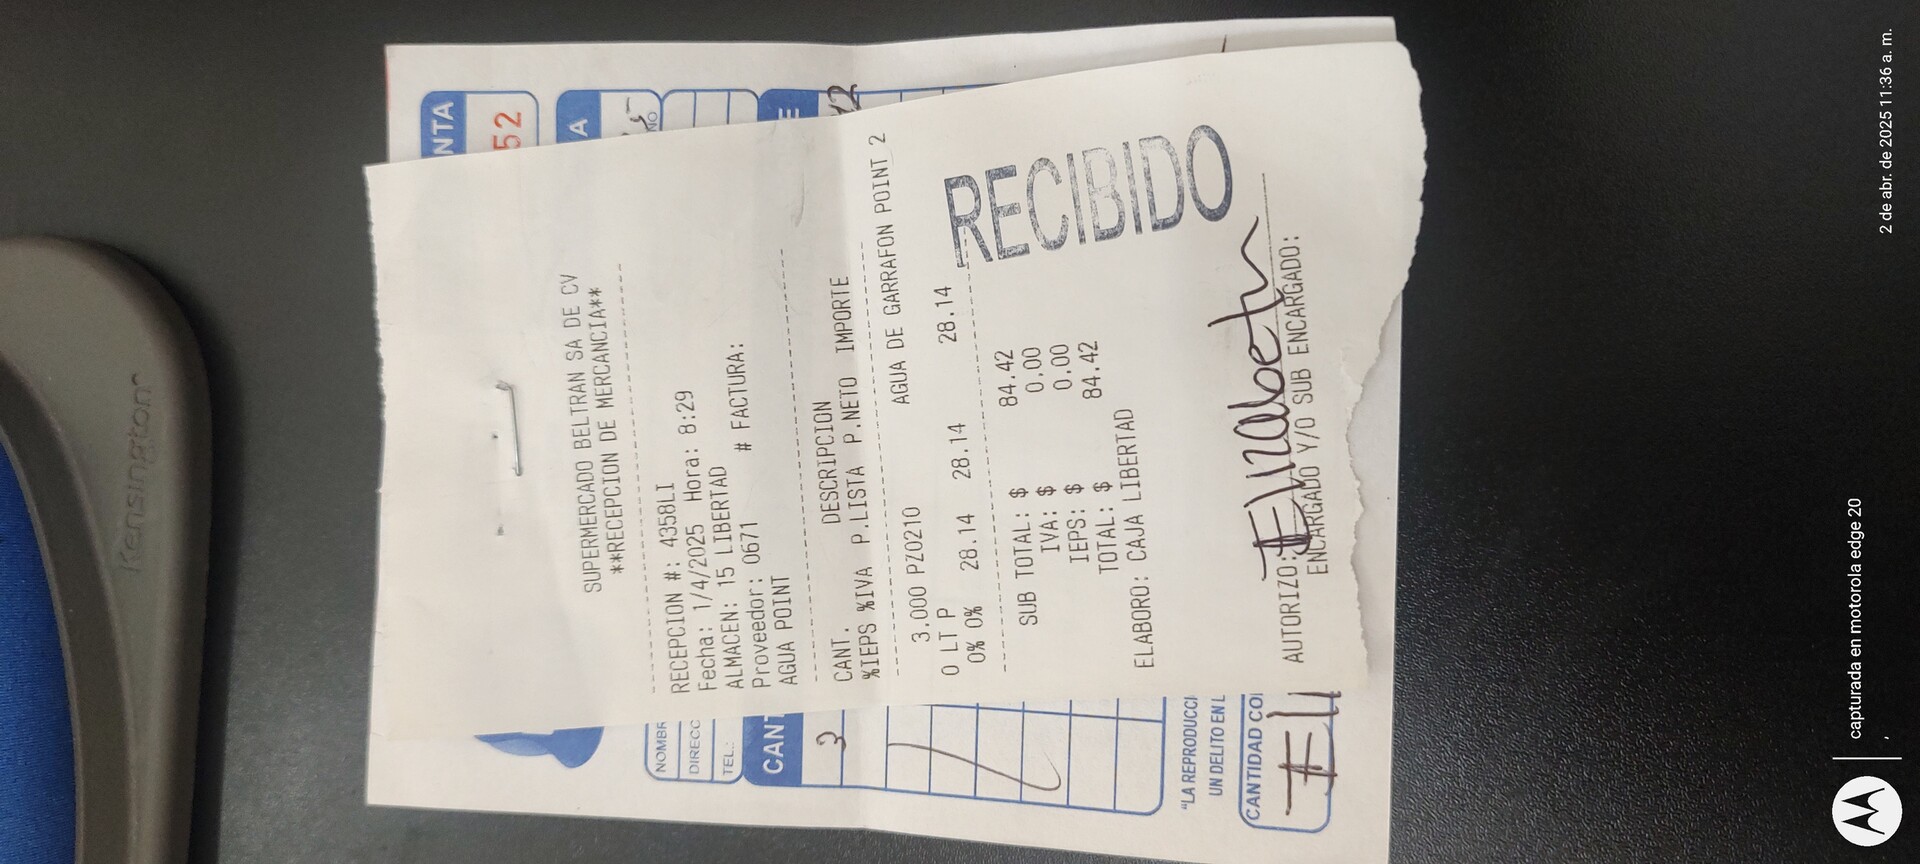 SUPERMERCADO BELTRAN SA DE CV
**RECEPCION DE MERCANCIA**
RECEPCION #: 4358LI
Fecha: 1/4/2025 Hora: 8:29
ALMACEN: 15 LIBERTAD
Proveedor: 0671 # FACTURA:
AGUA POINT
CANT. DESCRIPCION
%IEPS %IVA P.LISTA P.NETO IMPORTE
3.000 PZ0210 AGUA DE GARRAFON POINT 2
0 LT P
0% 0% 28.14 28.14 28.14
SUB TOTAL: $ 84.42
IVA: $ 0.00
IEPS: $ 0.00
TOTAL: $ 84.42
ELABORO: CAJA LIBERTAD
RECIBIDO
AUTORIZO: Elizabeth
ENCARGADO Y/O SUB ENCARGADO:
NTA
52
A
NO
E
NOMBR
DIRECC
TEL.:
CANT
3
"LA REPRODUCCI
UN DELITO EN L
CANTIDAD CO
Eli
Kensington
capturada en motorola edge 20
2 de abr. de 2025 11:36 a. m.